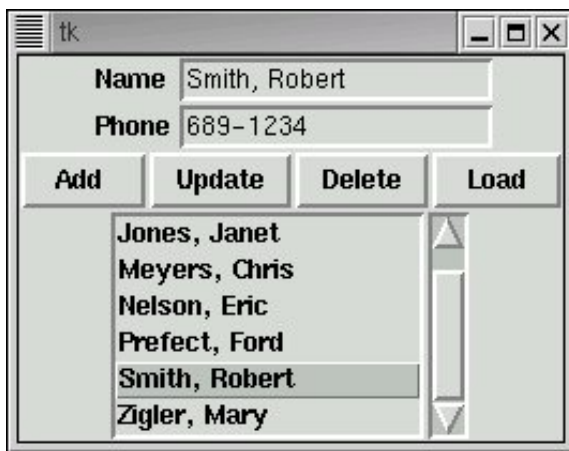 tk
Name Smith, Robert
Phone 689-1234
Add Update Delete Load
Jones, Janet
Meyers, Chris
Nelson, Eric
Prefect, Ford
Smith, Robert
Zigler, Mary